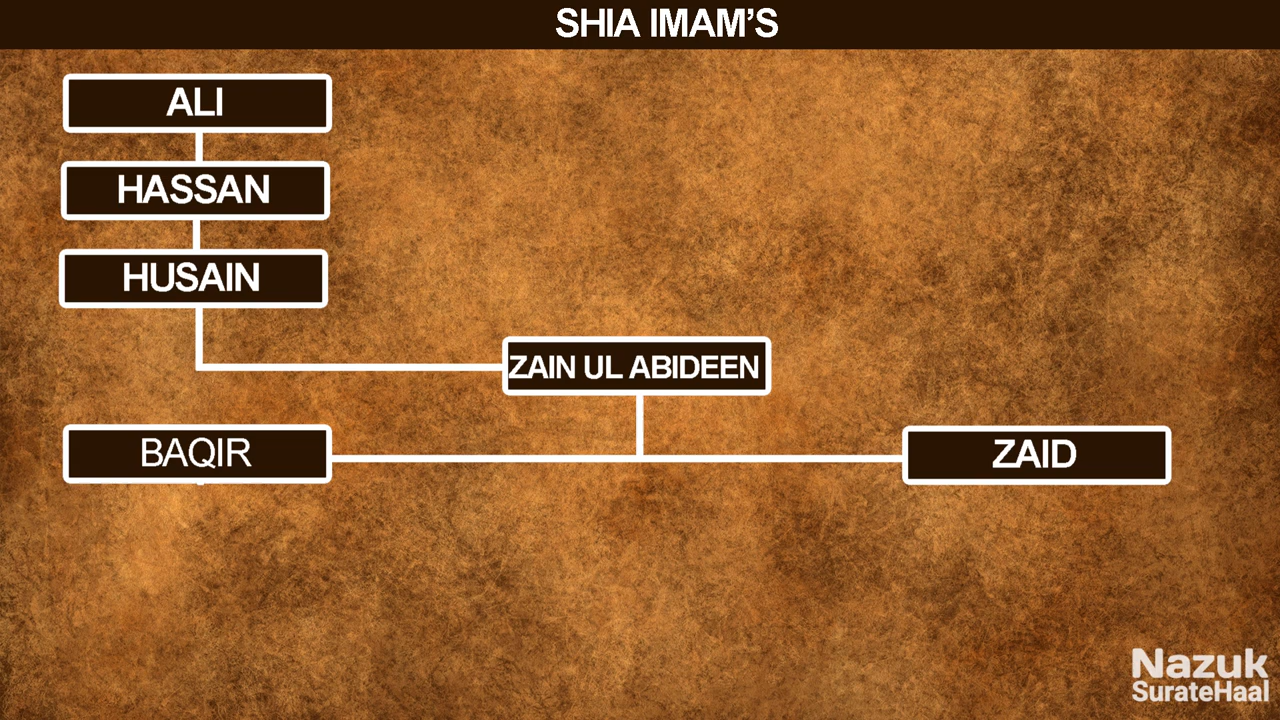 SHIA IMAM'S
ALI
HASSAN
HUSAIN
ZAIN UL ABIDEEN
BAQIR
ZAID
Nazuk
SurateHaal